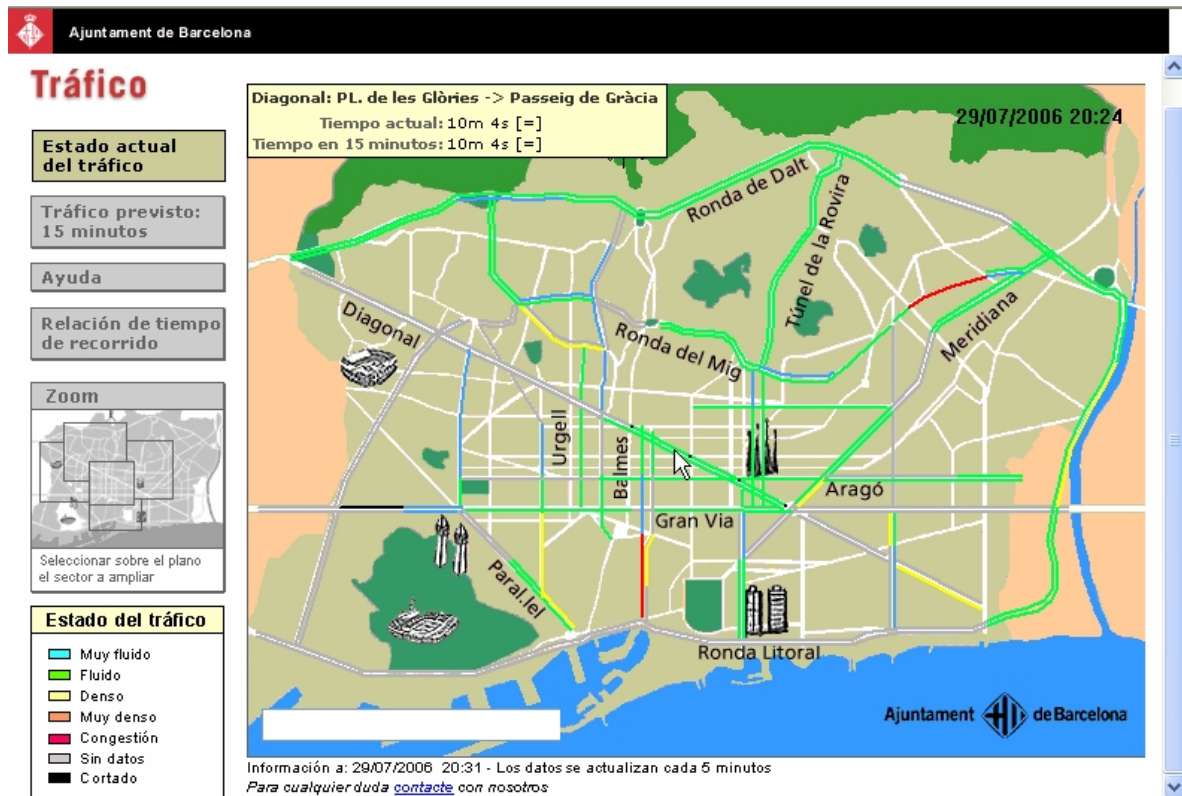 Ajuntament de Barcelona
Tráfico
Estado actual
del tráfico
Tráfico previsto:
15 minutos
Ayuda
Relación de tiempo
de recorrido
Zoom
Seleccionar sobre el plano
el sector a ampliar
Estado del tráfico
Muy fluido
Fluido
Denso
Muy denso
Congestión
Sin datos
Cortado
Diagonal: PL. de les Glòries -> Passeig de Gràcia
Tiempo actual: 10m 4s [=]
Tiempo en 15 minutos: 10m 4s [=]
29/07/2006 20:24
Ronda de Dalt
Túnel de la Rovira
Diagonal
Ronda del Mig
Meridiana
Urgell
Balmes
Aragó
Gran Via
Paral.lel
Ronda Litoral
Ajuntament de Barcelona
Información a: 29/07/2006 20:31 - Los datos se actualizan cada 5 minutos
Para cualquier duda contacte con nosotros